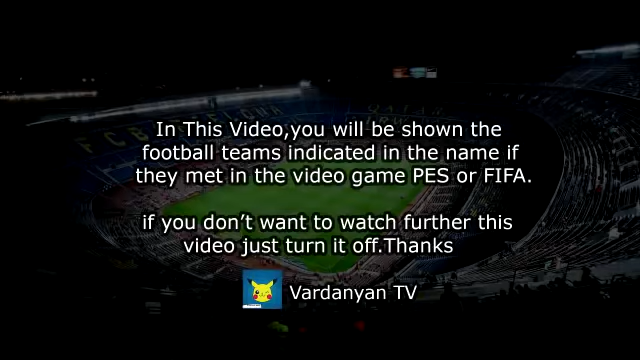 In This Video,you will be shown the
football teams indicated in the name if
they met in the video game PES or FIFA.
if you don’t want to watch further this
video just turn it off.Thanks
Vardanyan TV